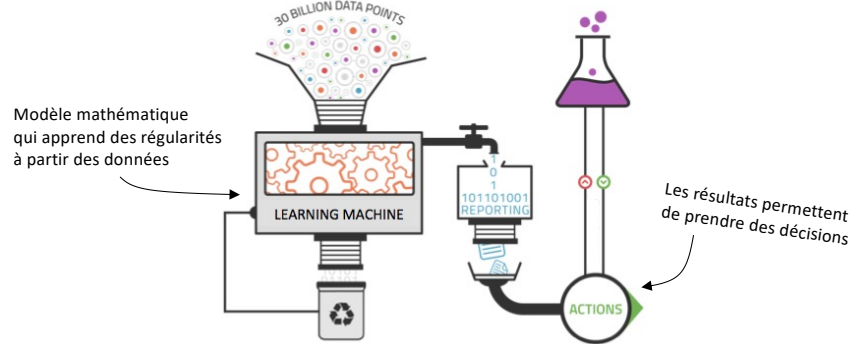 30 BILLION DATA POINTS
Modèle mathématique
qui apprend des régularités
à partir des données
LEARNING MACHINE
1
0
1
101101001
REPORTING
Les résultats permettent
de prendre des décisions
ACTIONS